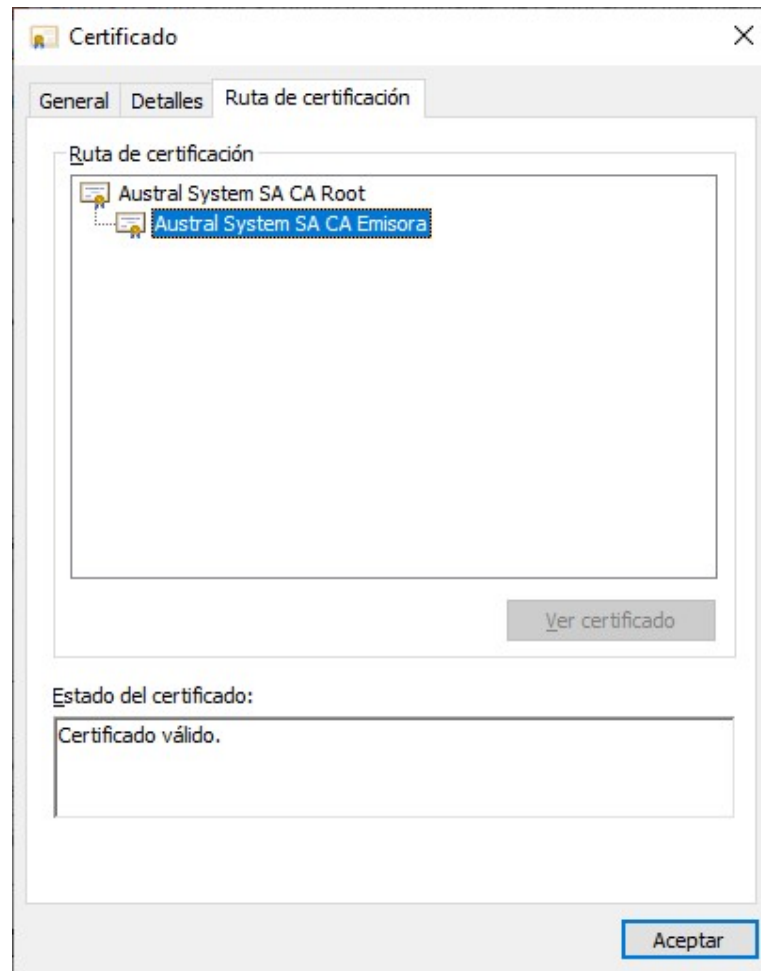 Certificado
General Detalles Ruta de certificación
Ruta de certificación
Austral System SA CA Root
Austral System SA CA Emisora
Ver certificado
Estado del certificado:
Certificado válido.
Aceptar